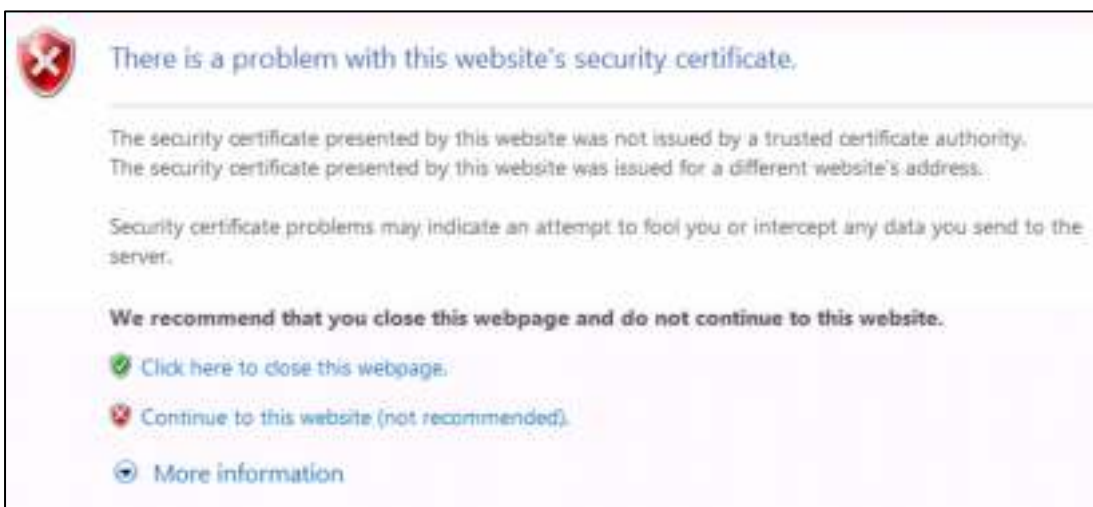 There is a problem with this website's security certificate.
The security certificate presented by this website was not issued by a trusted certificate authority.
The security certificate presented by this website was issued for a different website's address.
Security certificate problems may indicate an attempt to fool you or intercept any data you send to the
server.
We recommend that you close this webpage and do not continue to this website.
Click here to close this webpage.
Continue to this website (not recommended).
More information